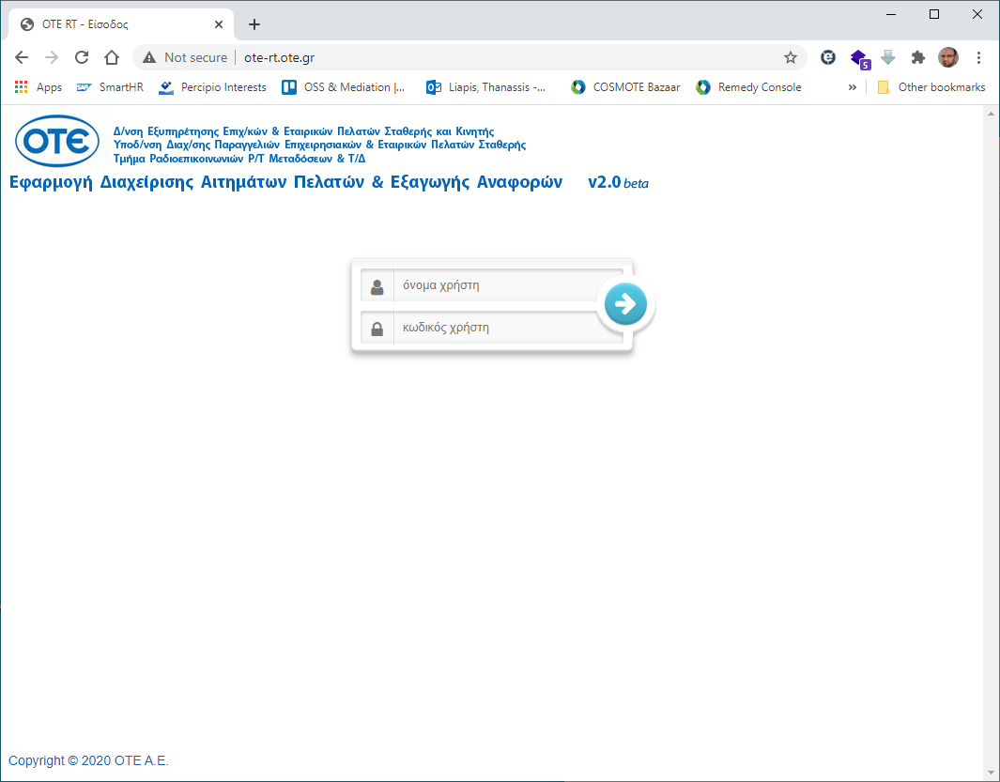 OTE RT - Είσοδος
Not secure
ote-rt.ote.gr
5
Apps
SAP
SmartHR
Percipio Interests
OSS & Mediation |...
Liapis, Thanassis -...
COSMOTE Bazaar
Remedy Console
»
Other bookmarks
ΟΤΕ
Δ/νση Εξυπηρέτησης Επιχ/κών & Εταιρικών Πελατών Σταθερής και Κινητής
Υποδ/νση Διαχ/σης Παραγγελιών Επιχειρησιακών & Εταιρικών Πελατών Σταθερής
Τμήμα Ραδιοεπικοινωνιών Ρ/Τ Μεταδόσεων & Τ/Δ
Εφαρμογή Διαχείρισης Αιτημάτων Πελατών & Εξαγωγής Αναφορών v2.0 beta
όνομα χρήστη
κωδικός χρήστη
Copyright © 2020 OTE A.E.